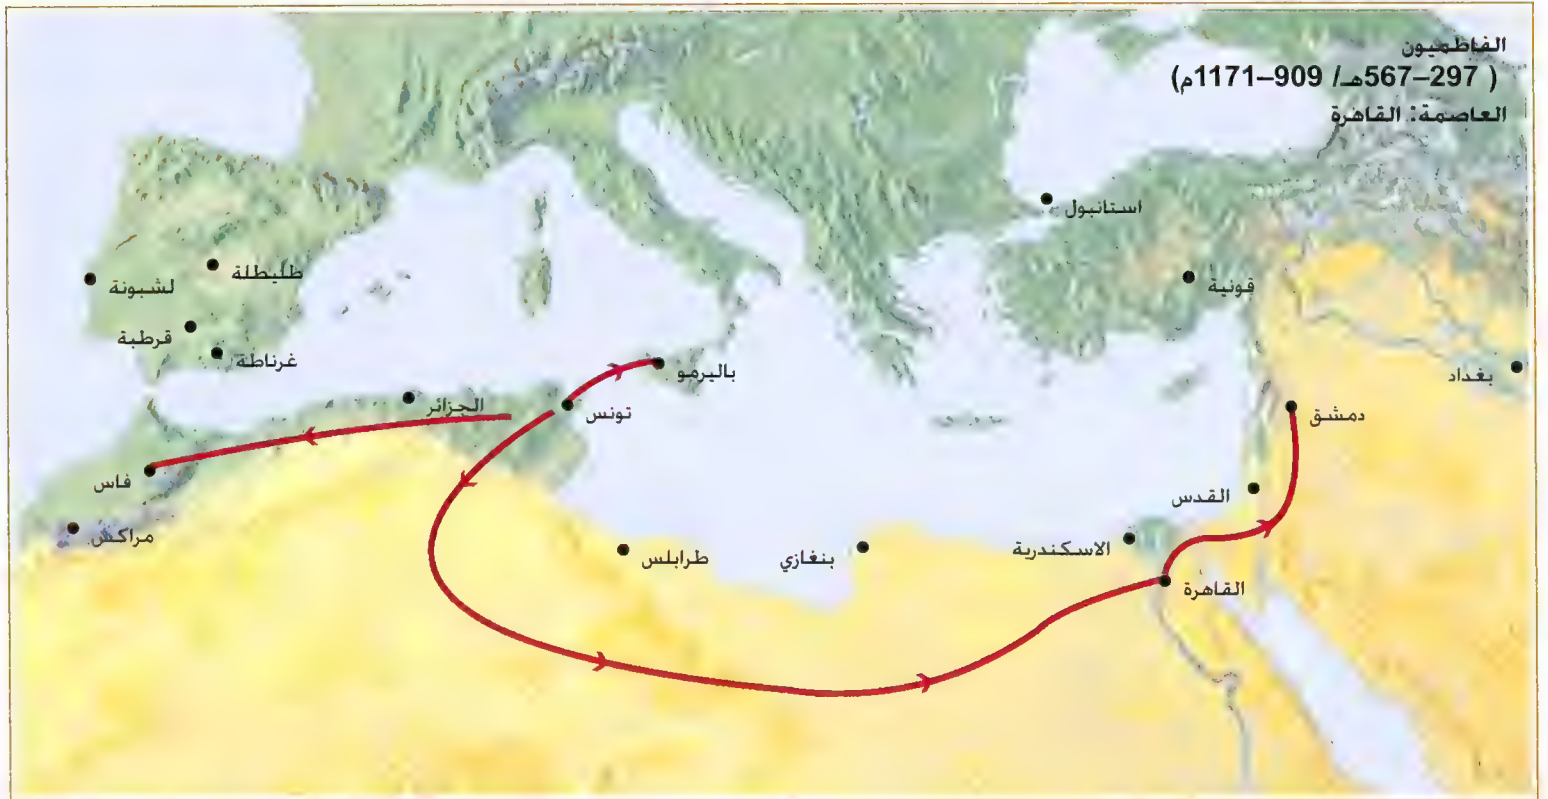 الفاطميون
( 297–567هـ/ 909–1171م)
العاصمة: القاهرة
استانبول
قونية
طليطلة
لشبونة
قرطبة
غرناطة
باليرمو
بغداد
الجزائر
تونس
دمشق
فاس
القدس
مراكش
طرابلس
بنغازي
الاسكندرية
القاهرة